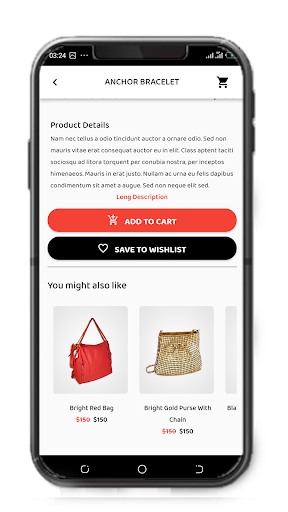 03:24
ANCHOR BRACELET
Product Details
Nam nec tellus a odio tincidunt auctor a ornare odio. Sed non
mauris vitae erat consequat auctor eu in elit. Class aptent taciti
sociosqu ad litora torquent per conubia nostra, per inceptos
himenaeos. Mauris in erat justo. Nullam ac urna eu felis dapibus
condimentum sit amet a augue. Sed non neque elit sed.
Long Description
ADD TO CART
SAVE TO WISHLIST
You might also like
Bright Red Bag
$150 $150
Bright Gold Purse With
Chain
$150 $150
Bla